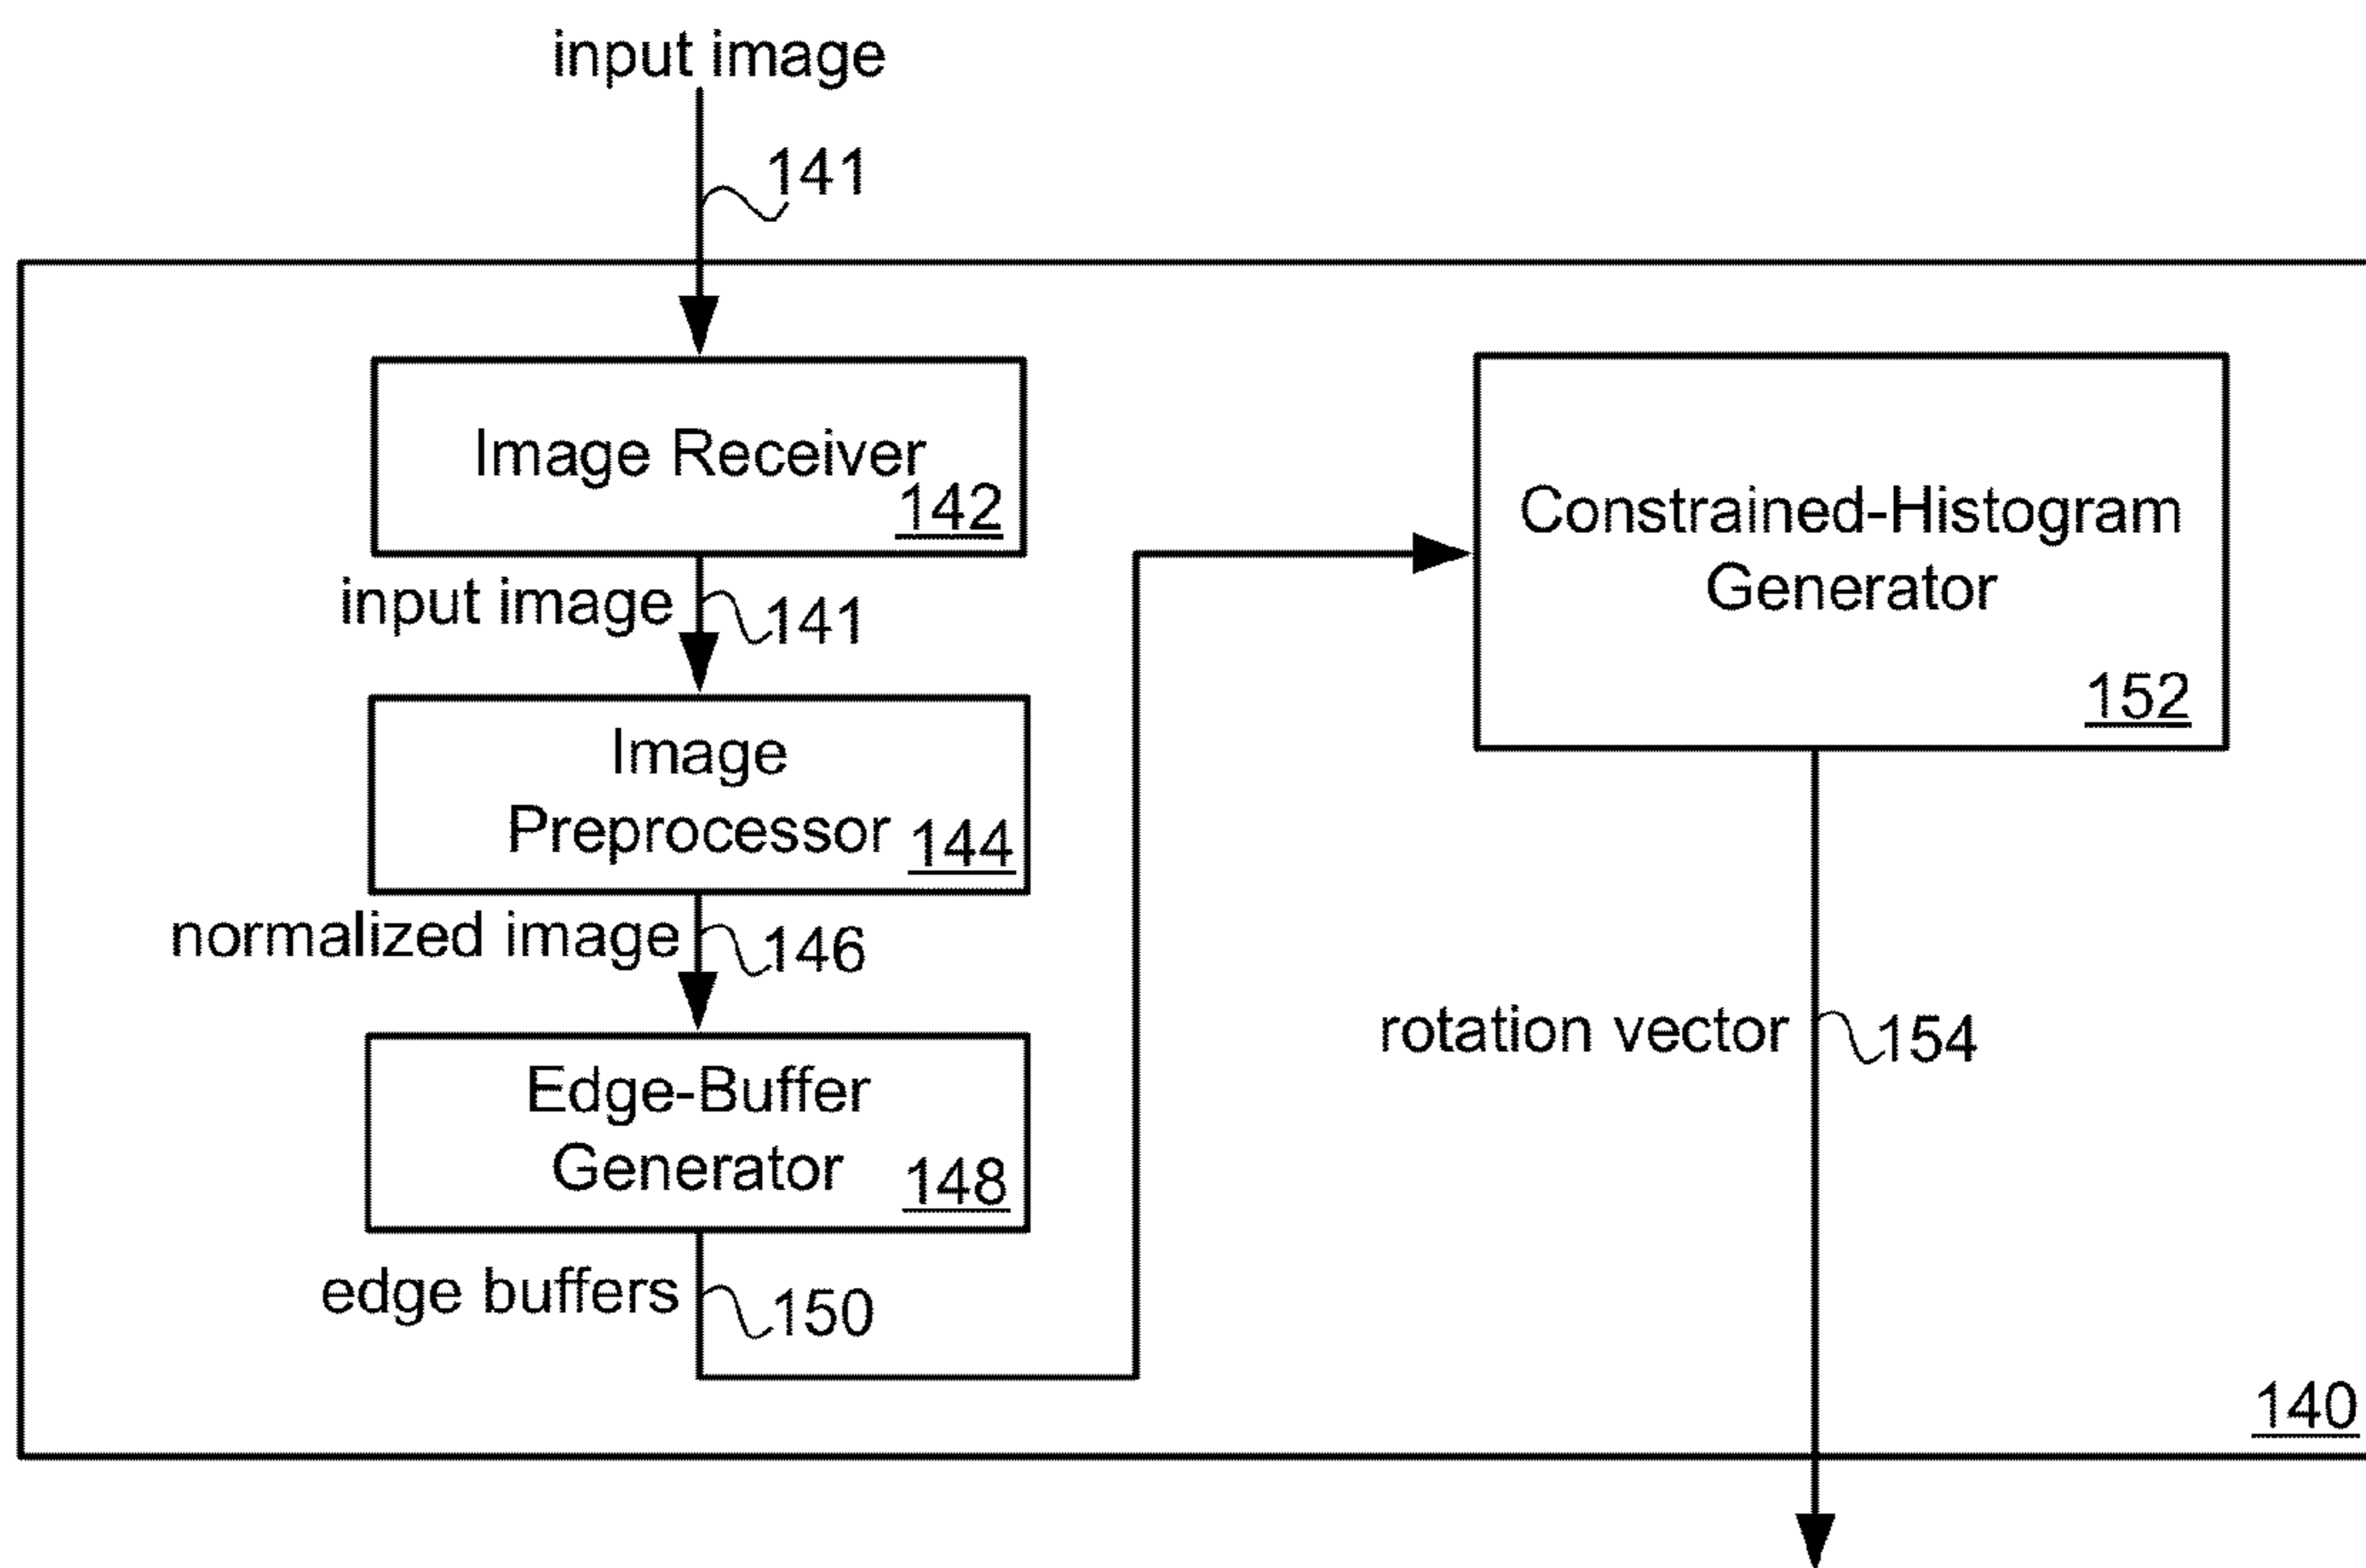 input image
141
Image Receiver
142
input image
141
Image
Preprocessor
144
normalized image
146
Edge-Buffer
Generator
148
edge buffers
150
Constrained-Histogram
Generator
152
rotation vector
154
140